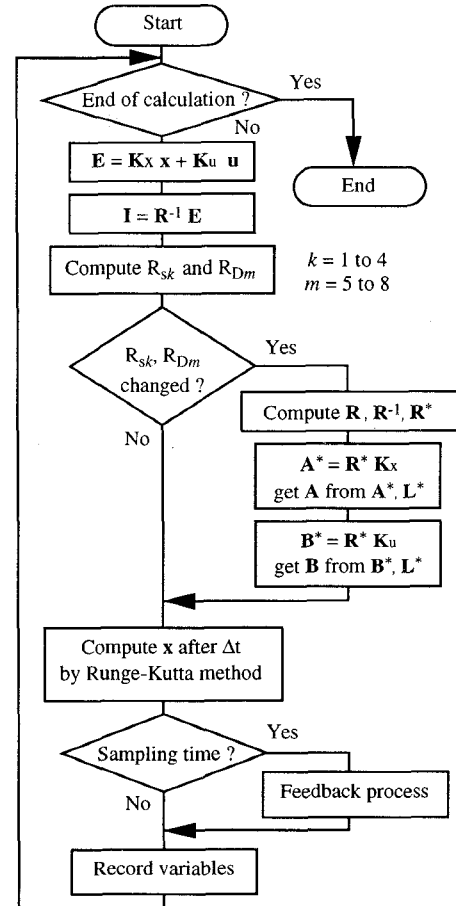 Start
End of calculation ?
Yes
No
E = Kx x + Ku u
End
I = R⁻¹ E
Compute Rsk and RDm
k = 1 to 4
m = 5 to 8
Rsk, RDm
changed ?
Yes
No
Compute R, R⁻¹, R*
A* = R* Kx
get A from A*, L*
B* = R* Ku
get B from B*, L*
Compute x after Δt
by Runge-Kutta method
Sampling time ?
Yes
No
Feedback process
Record variables